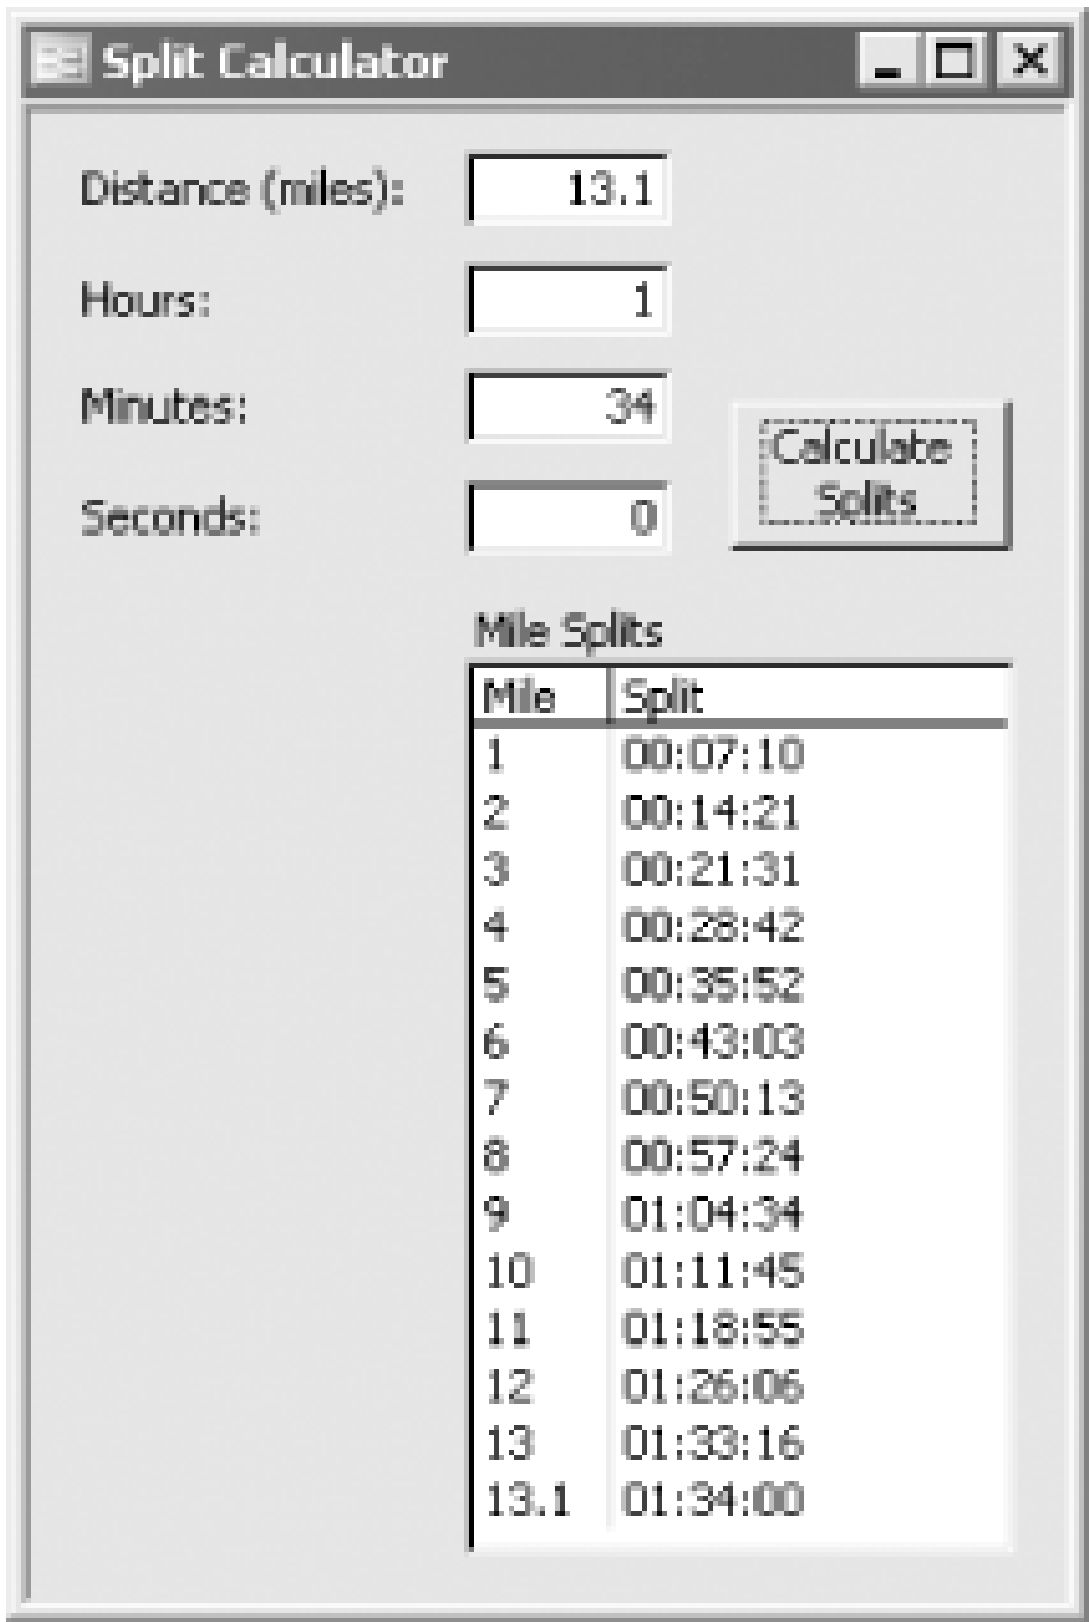 Split Calculator
Distance (miles): 13.1
Hours: 1
Minutes: 34
Calculate
Splits
Seconds: 0
Mile Splits
Mile Split
1 00:07:10
2 00:14:21
3 00:21:31
4 00:28:42
5 00:35:52
6 00:43:03
7 00:50:13
8 00:57:24
9 01:04:34
10 01:11:45
11 01:18:55
12 01:26:06
13 01:33:16
13.1 01:34:00